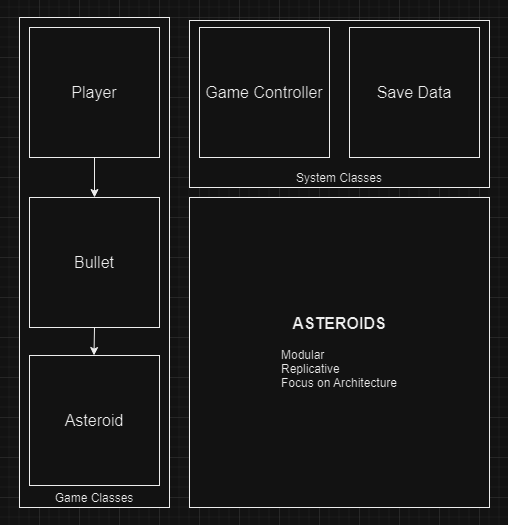 Player
Bullet
Asteroid
Game Classes
Game Controller
Save Data
System Classes
ASTEROIDS
Modular
Replicative
Focus on Architecture